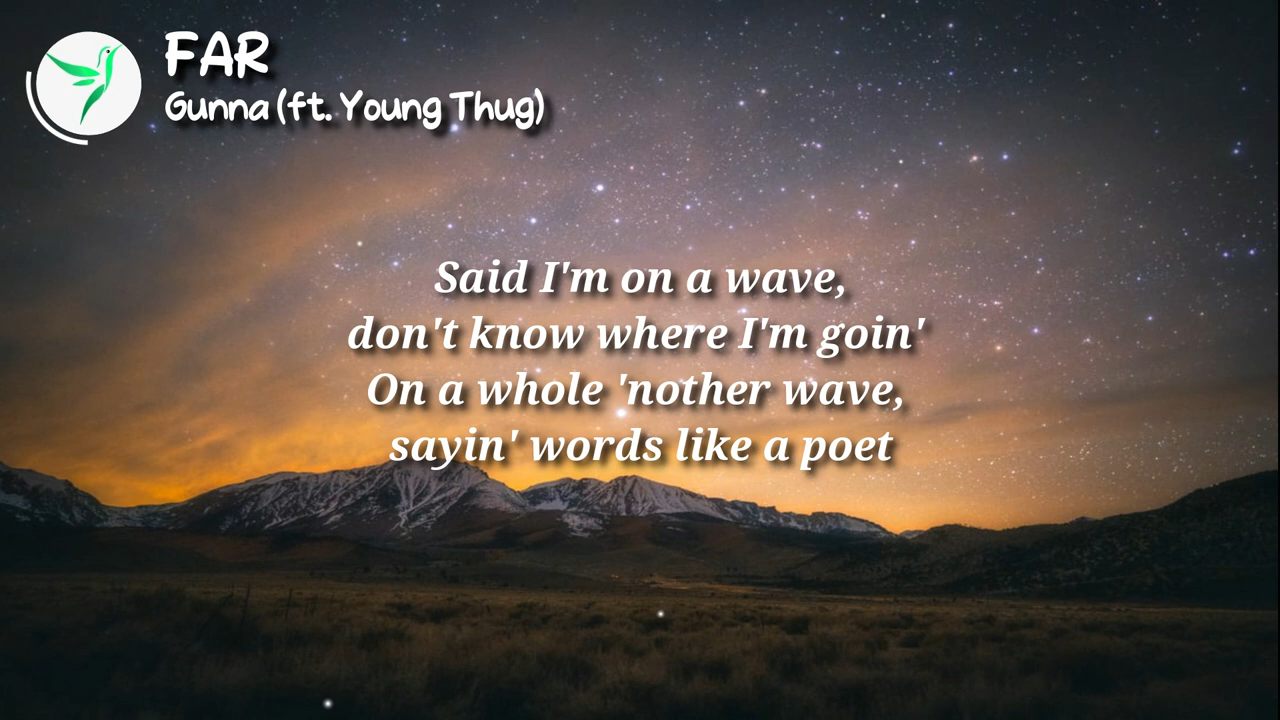 FAR
Gunna (ft. Young Thug)
Said I'm on a wave,
don't know where I'm goin'
On a whole 'nother wave,
sayin' words like a poet